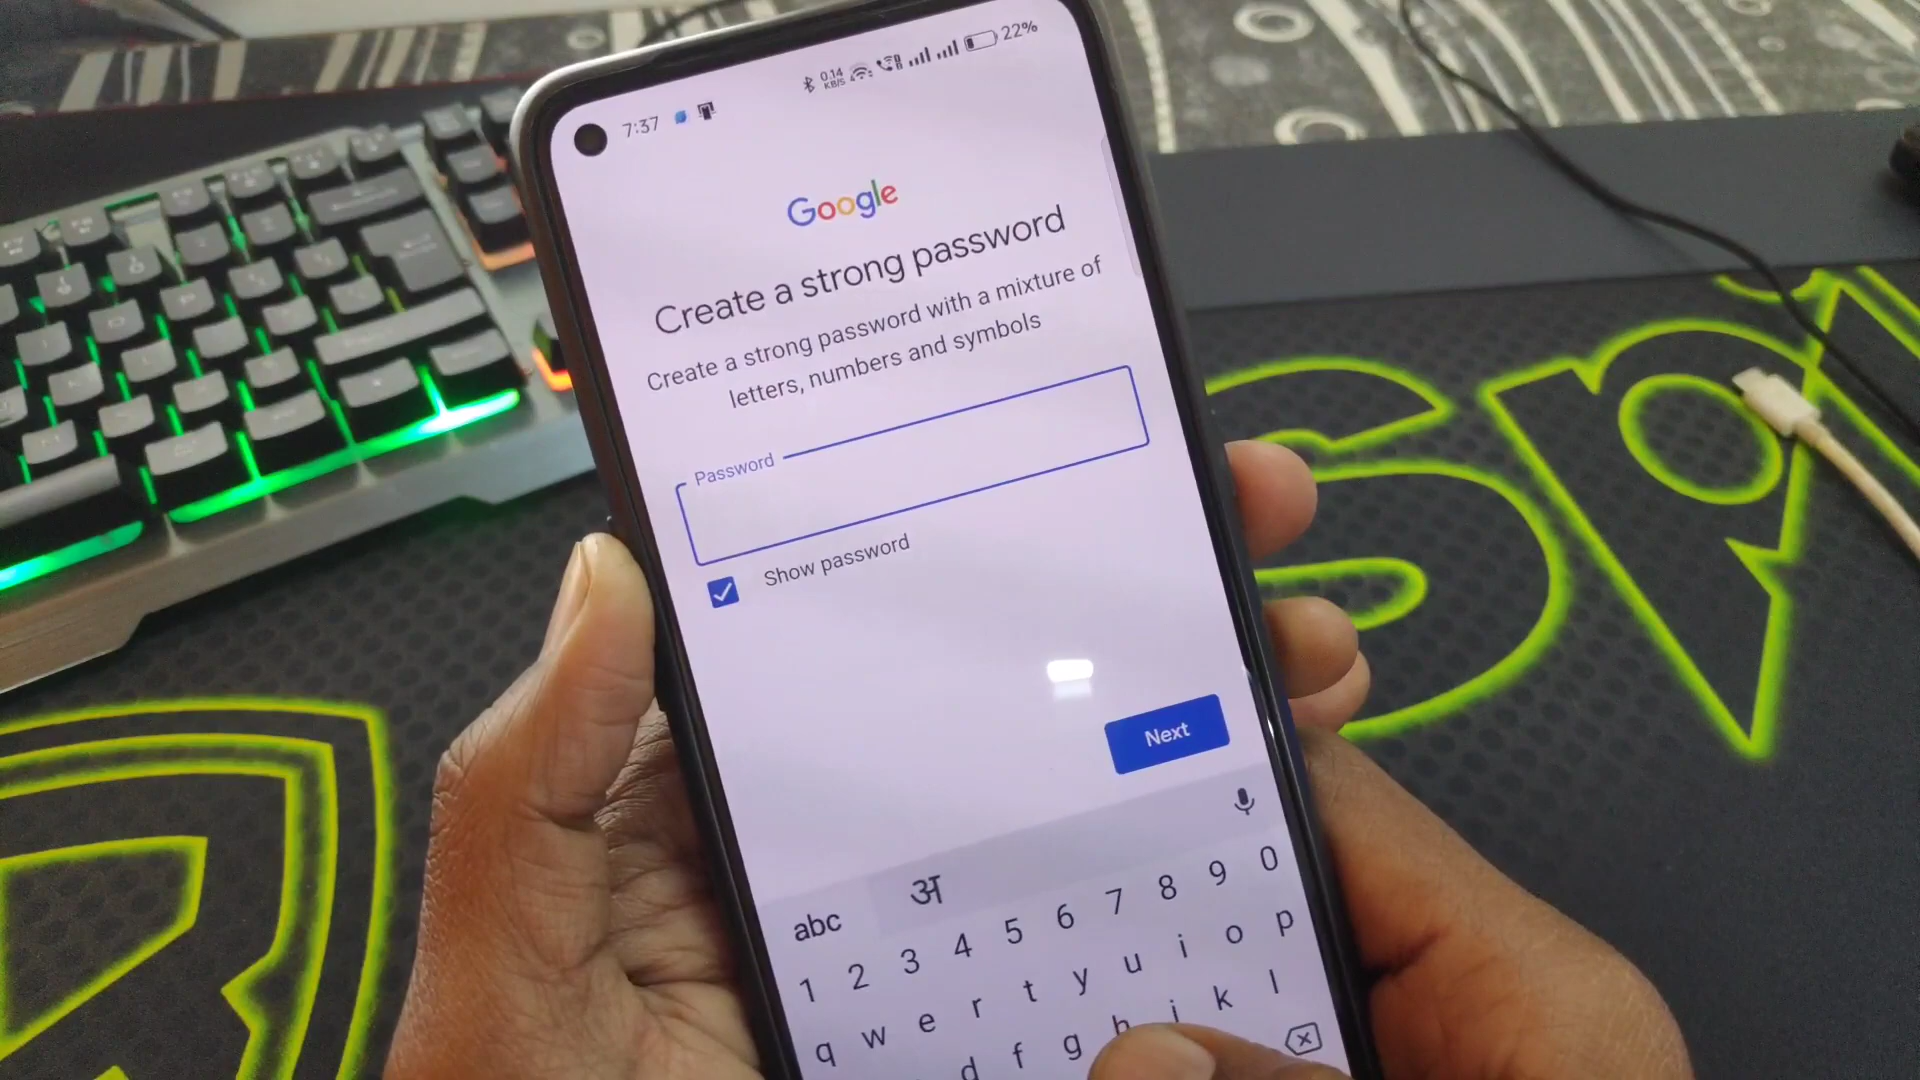 7:37
0.14
KB/S
22%
Google
Create a strong password
Create a strong password with a mixture of
letters, numbers and symbols
Password
Show password
Next
abc अ
1 2 3 4 5 6 7 8 9 0
q w e r t y u i o p
d f g h j k l